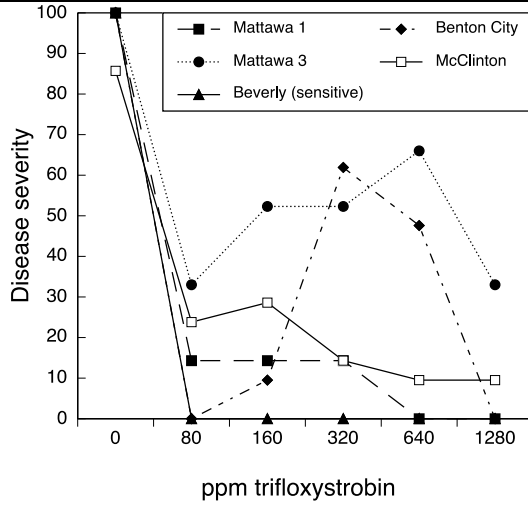 Mattawa 1
Benton City
Mattawa 3
McClinton
Beverly (sensitive)
Disease severity
100
90
80
70
60
50
40
30
20
10
0
0 80 160 320 640 1280
ppm trifloxystrobin